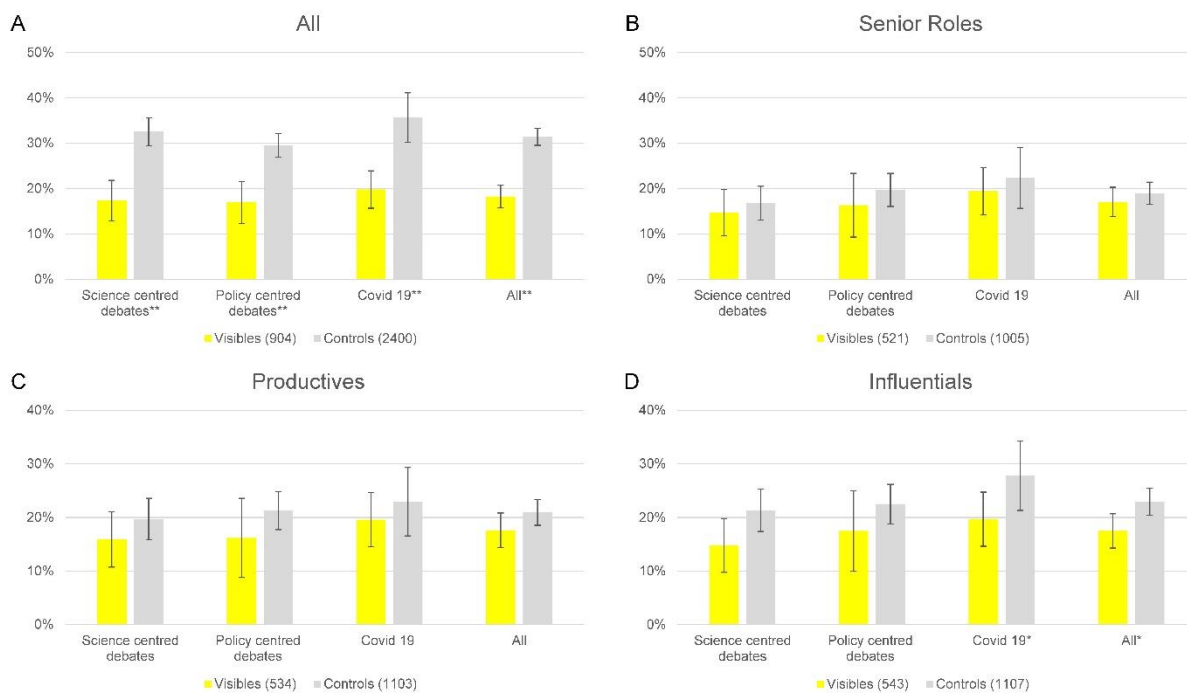 A
All
50%
40%
30%
20%
10%
0%
Science centred
debates**
Policy centred
debates**
Covid 19**
All**
Visibles (904)
Controls (2400)
B
Senior Roles
50%
40%
30%
20%
10%
0%
Science centred
debates
Policy centred
debates
Covid 19
All
Visibles (521)
Controls (1005)
C
Productives
40%
30%
20%
10%
0%
Science centred
debates
Policy centred
debates
Covid 19
All
Visibles (534)
Controls (1103)
D
Influentials
40%
30%
20%
10%
0%
Science centred
debates
Policy centred
debates
Covid 19*
All*
Visibles (543)
Controls (1107)